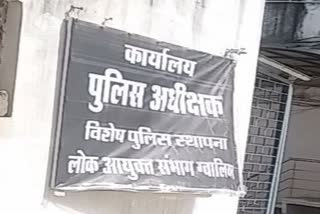 कार्यालय
पुलिस अधीक्षक
विशेष पुलिस स्थापना
लोक आयुक्त संभाग ग्वालियर